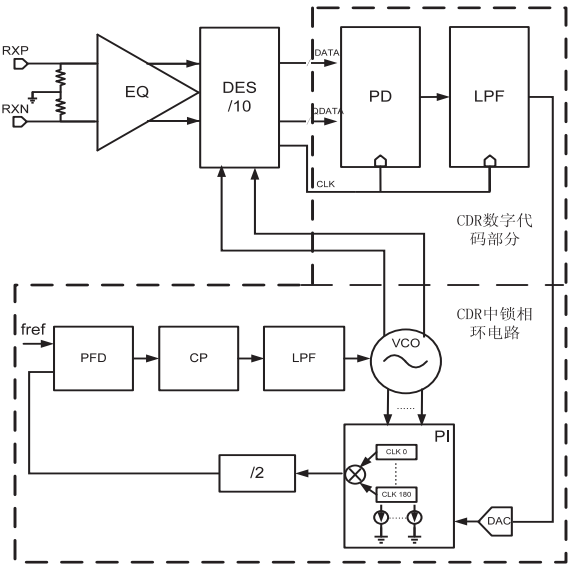 RXP
RXN
EQ
DES
/10
DATA
QDATA
CLK
PD
LPF
CDR数字代
码部分
CDR中锁相
环电路
fref
PFD
CP
LPF
VCO
PI
CLK 0
CLK 180
/2
DAC